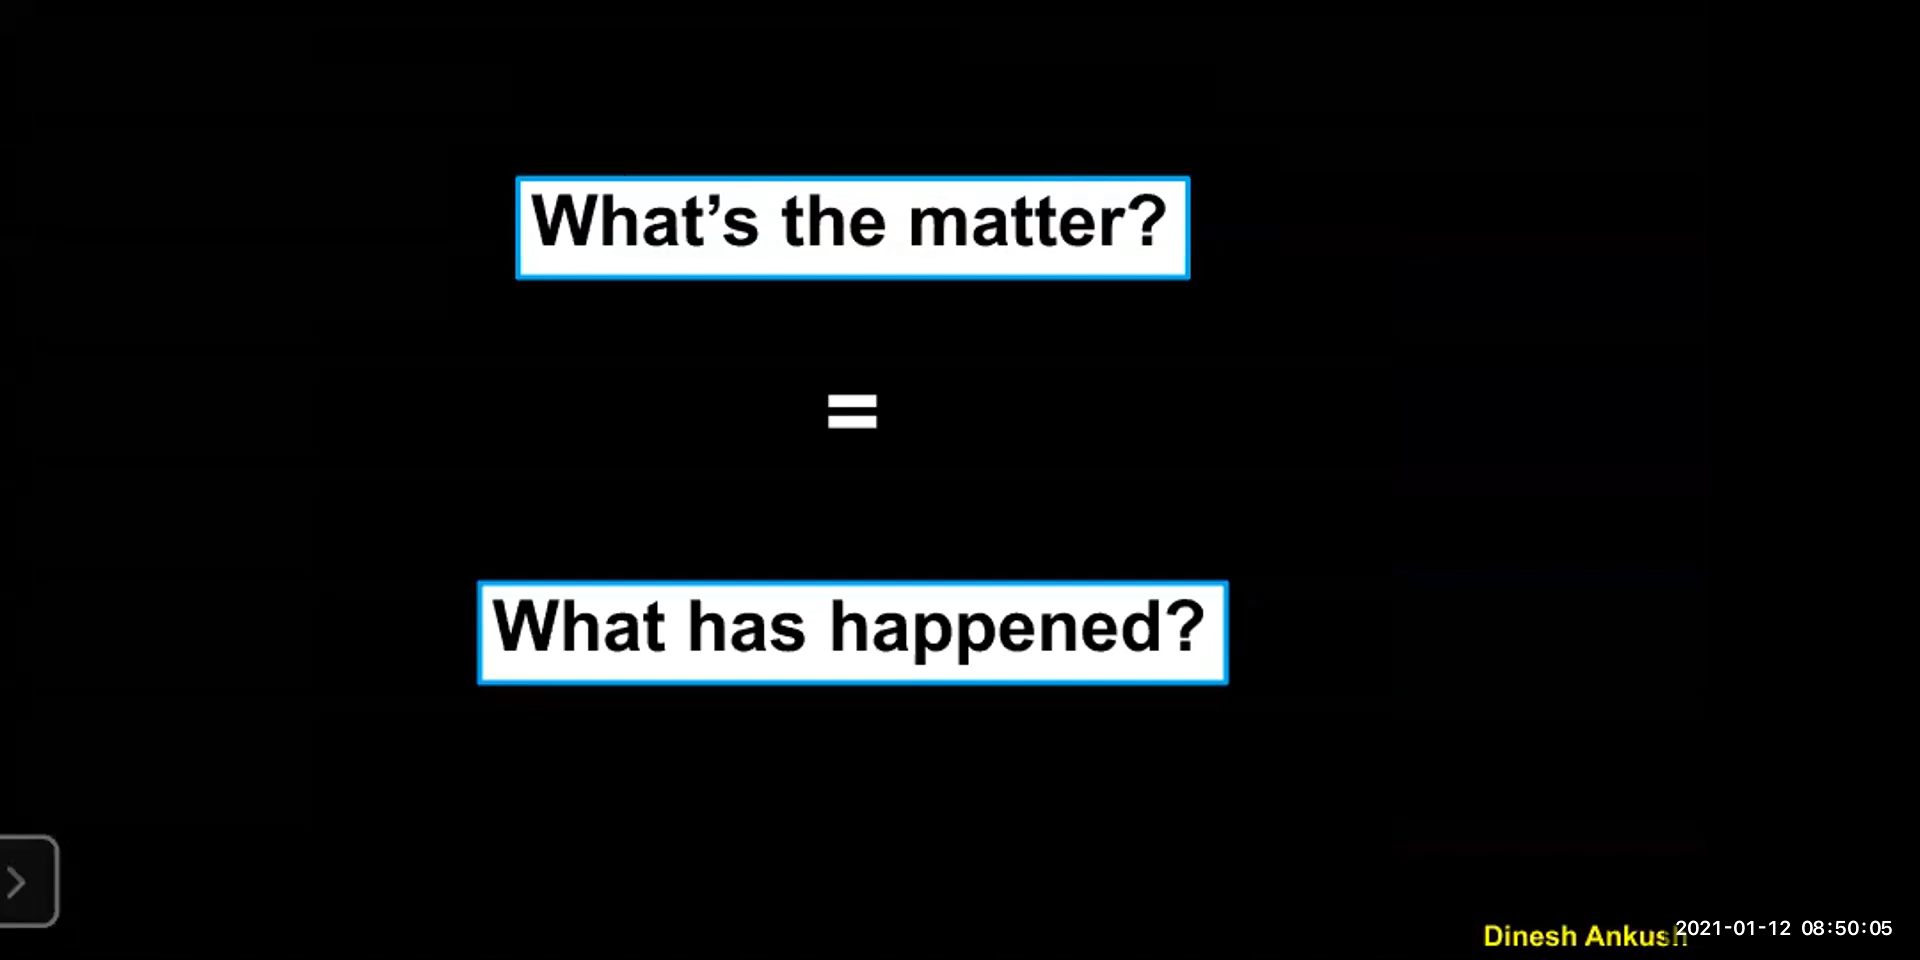 What’s the matter?
=
What has happened?
Dinesh Ankush
2021-01-12 08:50:05